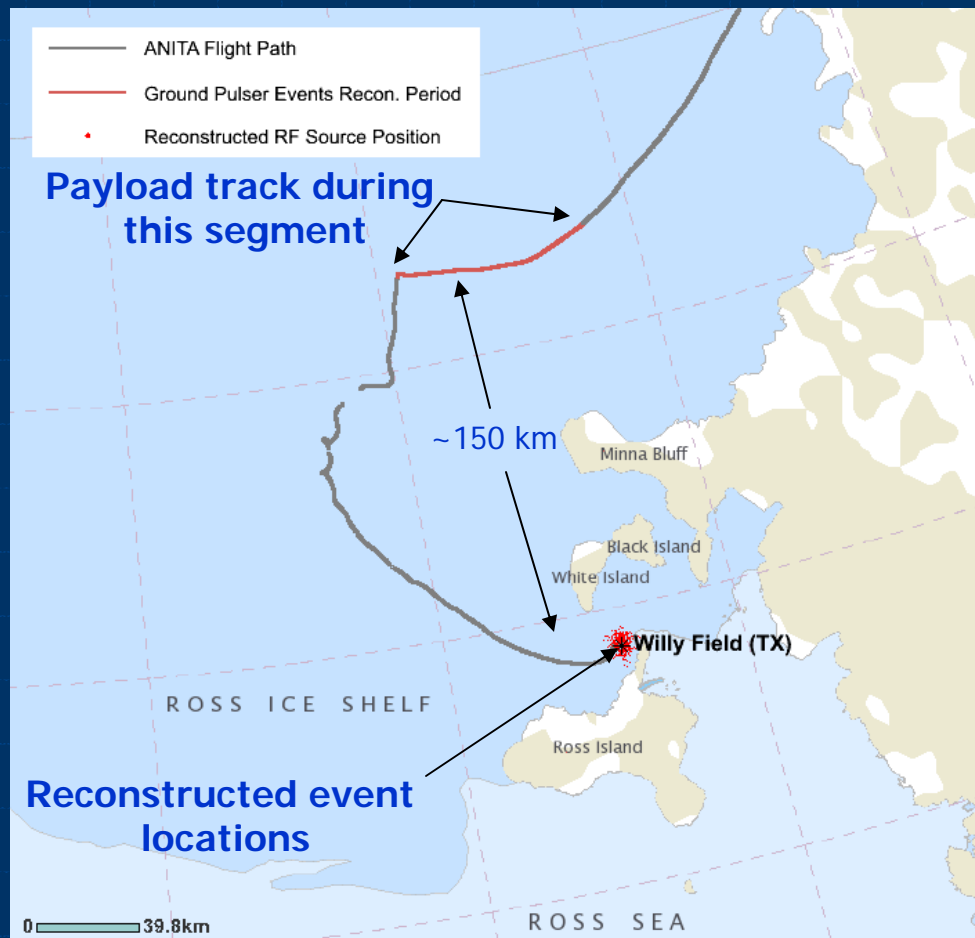 ANITA Flight Path
Ground Pulser Events Recon. Period
Reconstructed RF Source Position
Payload track during
this segment
~150 km
Minna Bluff
Black Island
White Island
Willy Field (TX)
ROSS ICE SHELF
Ross Island
Reconstructed event
locations
ROSS SEA
0 39.8km